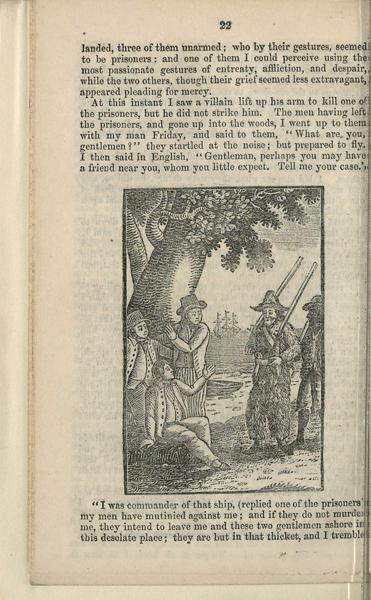 22
landed, three of them unarmed; who by their gestures, seemed
to be prisoners: and one of them I could perceive using the
most passionate gestures of entreaty, affliction, and despair,
while the two others, though their grief seemed less extravagant,
appeared pleading for mercy.
At this instant I saw a villain lift up his arm to kill one of
the prisoners, but he did not strike him. The men having left
the prisoners, and gone up into the woods, I went up to them
with my man Friday, and said to them, "What are, you,
gentlemen?" they startled at the noise; but prepared to fly.
I then said in English, "Gentleman, perhaps you may have
a friend near you, whom you little expect. Tell me your case."
"I was commander of that ship, (replied one of the prisoners
my men have mutinied against me; and if they do not murder
me, they intend to leave me and these two gentlemen ashore in
this desolate place; they are but in that thicket, and I tremble